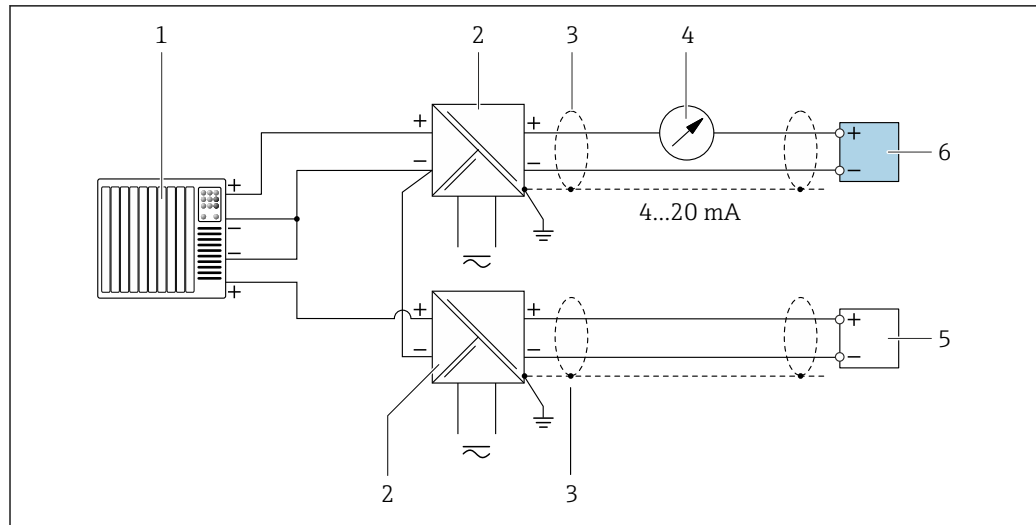 1 2 3 4
+ +
+ − − + − 6
− 4...20 mA
−
+
+ +
− − + − 5
2 3